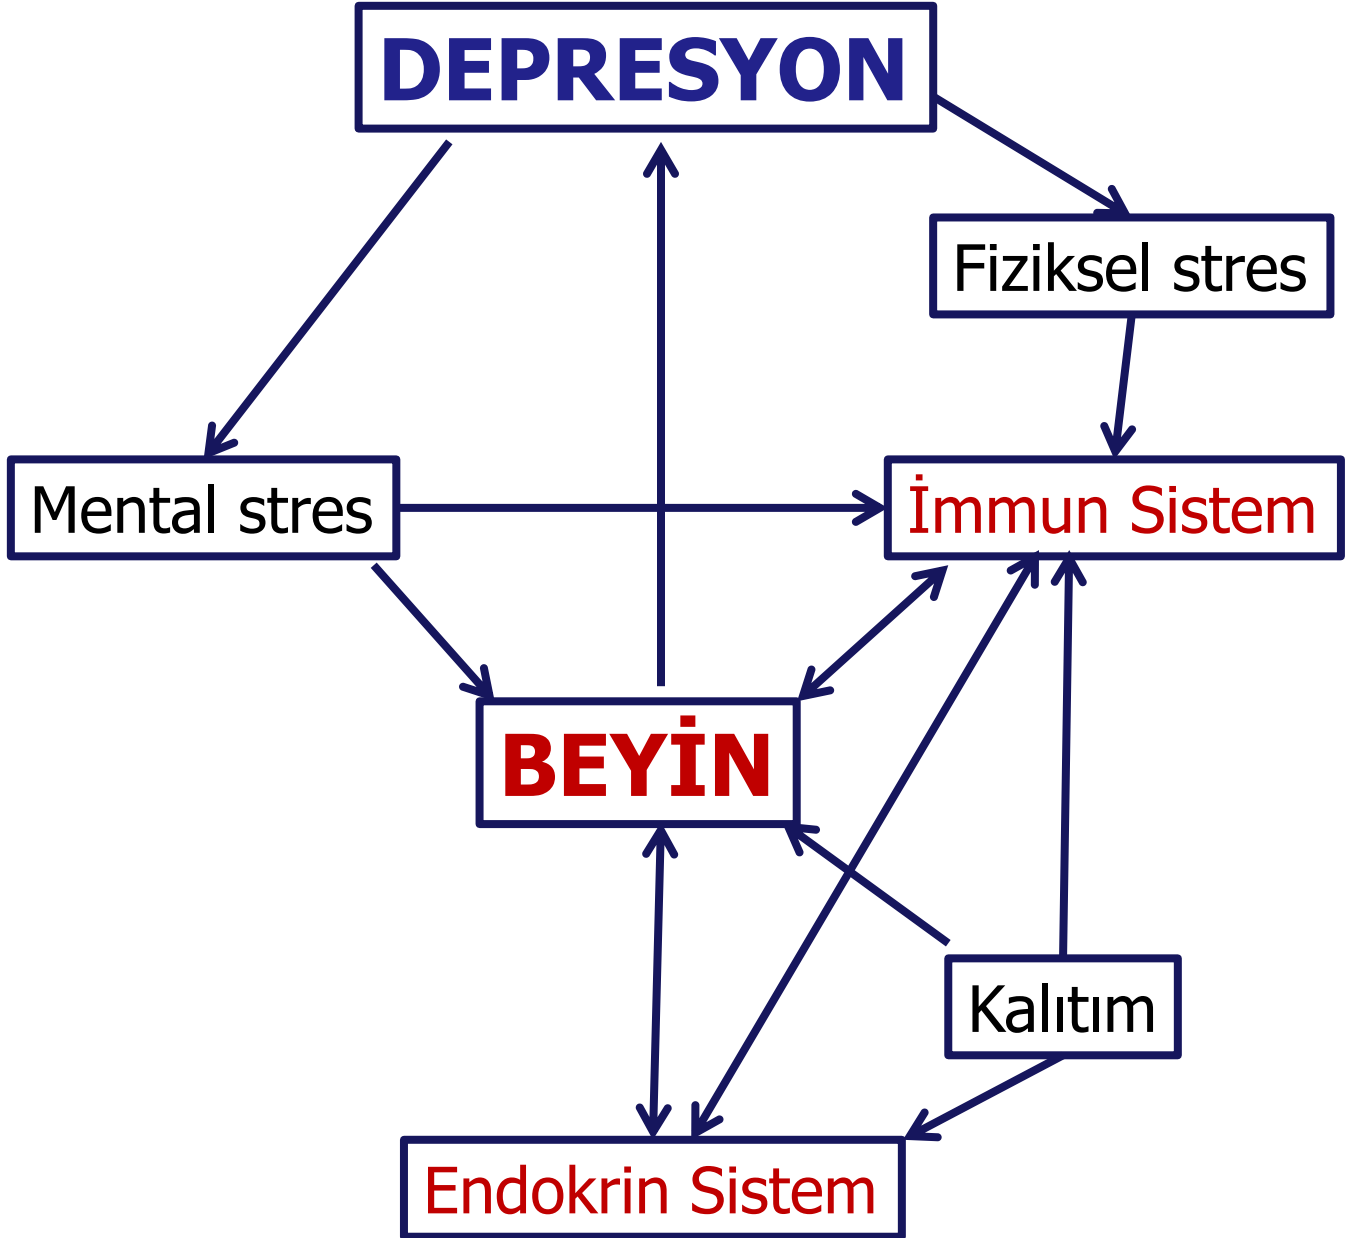 DEPRESYON
Fiziksel stres
Mental stres
İmmun Sistem
BEYİN
Kalıtım
Endokrin Sistem